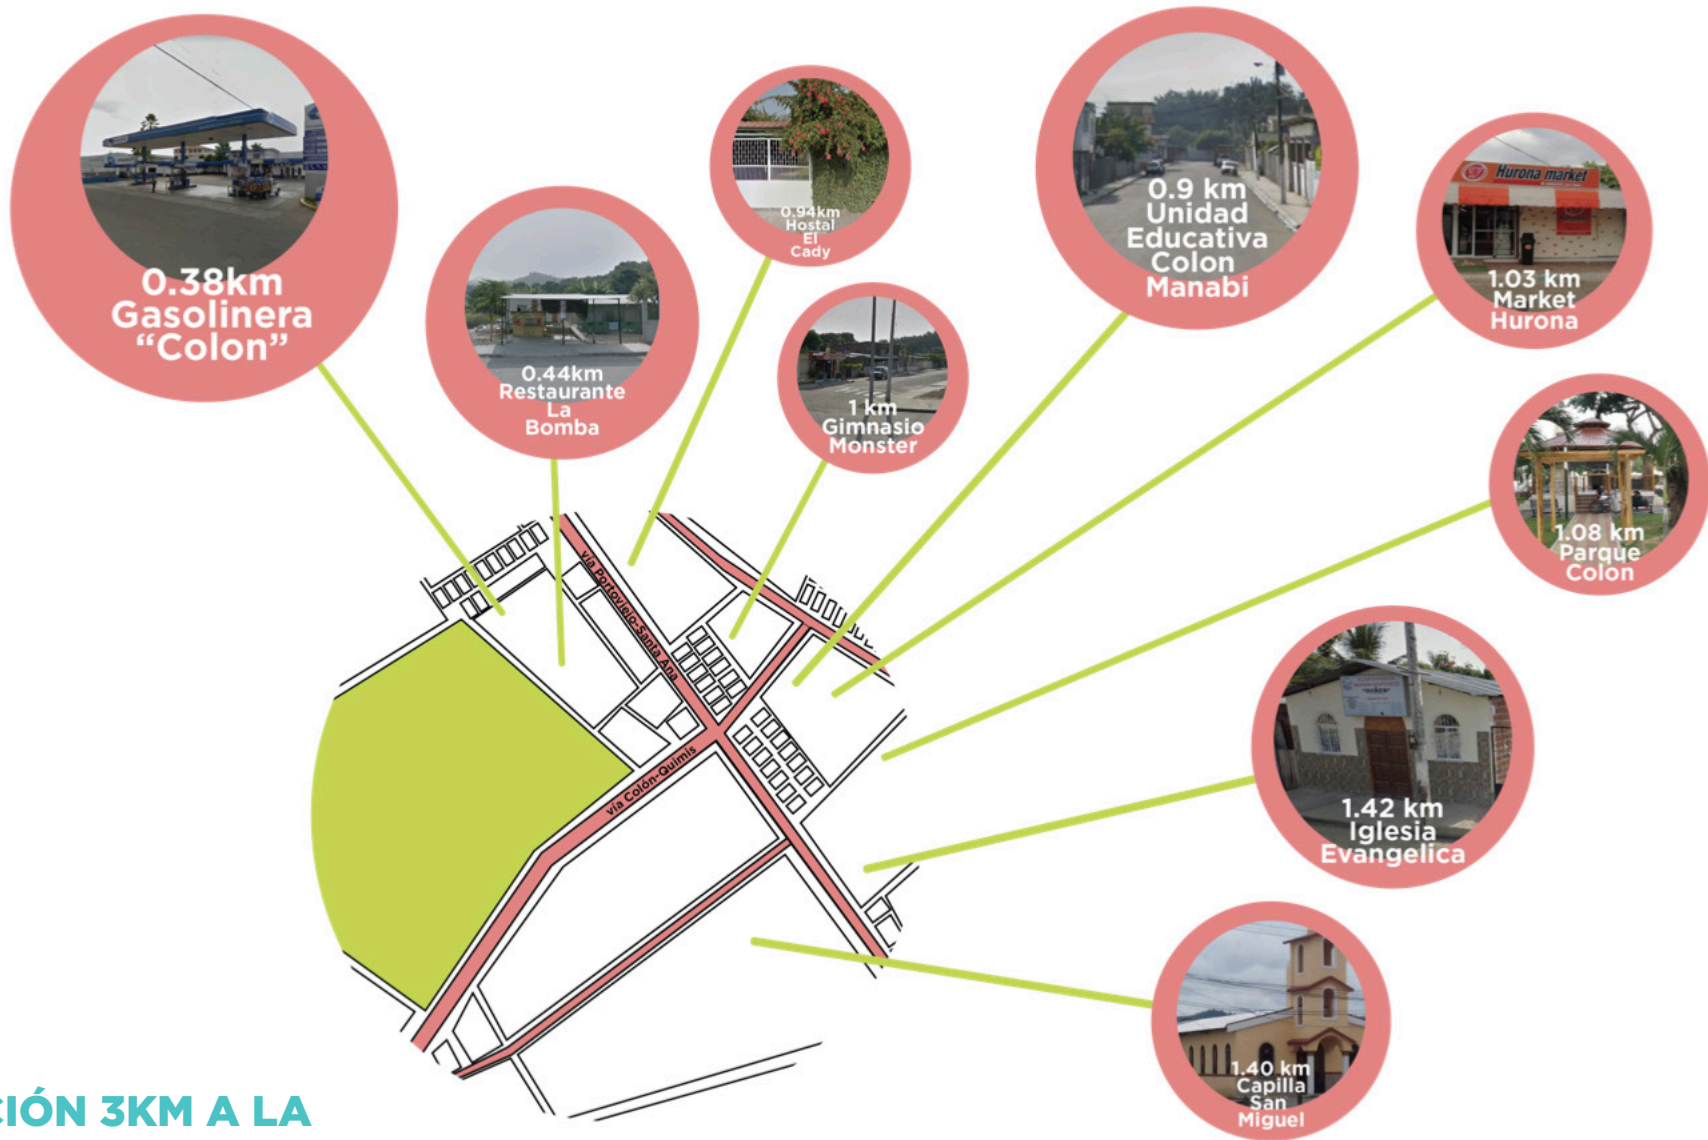 0.38km
Gasolinera
“Colon”
0.44km
Restaurante
La
Bomba
0.94km
Hostal
El
Cady
1 km
Gimnasio
Monster
0.9 km
Unidad
Educativa
Colon
Manabi
Hurona market
1.03 km
Market
Hurona
1.08 km
Parque
Colon
1.42 km
Iglesia
Evangelica
1.40 km
Capilla
San
Miguel
vía Portoviejo-Santa Ana
vía Colón-Quimis
CIÓN 3KM A LA